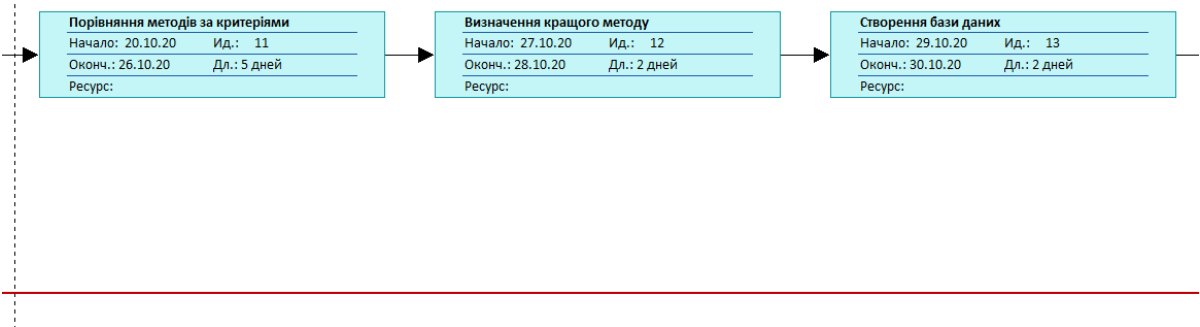 Порівняння методів за критеріями
Начало: 20.10.20 Ид.: 11
Оконч.: 26.10.20 Дл.: 5 дней
Ресурс:
Визначення кращого методу
Начало: 27.10.20 Ид.: 12
Оконч.: 28.10.20 Дл.: 2 дней
Ресурс:
Створення бази даних
Начало: 29.10.20 Ид.: 13
Оконч.: 30.10.20 Дл.: 2 дней
Ресурс: